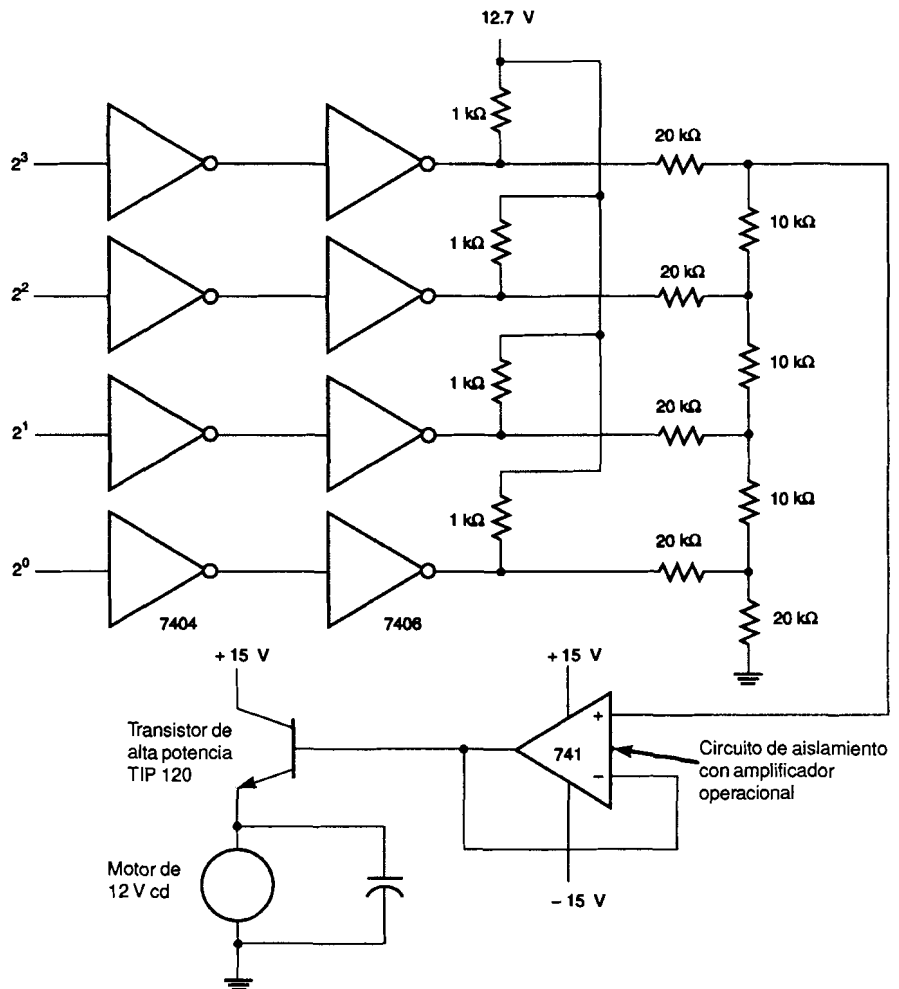 12.7 V
1 kΩ
20 kΩ
2³
10 kΩ
1 kΩ
20 kΩ
2²
10 kΩ
1 kΩ
20 kΩ
2¹
10 kΩ
1 kΩ
20 kΩ
2⁰
7404
7406
20 kΩ
+ 15 V
+ 15 V
Transistor de
alta potencia
TIP 120
+
741
−
Circuito de aislamiento
con amplificador
operacional
Motor de
12 V cd
− 15 V